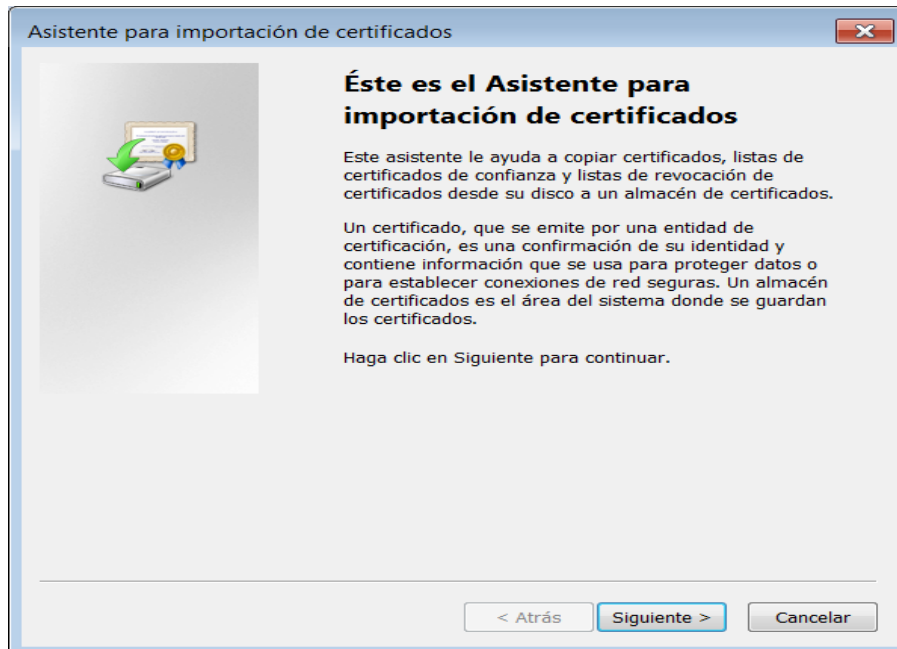 Asistente para importación de certificados
Éste es el Asistente para
importación de certificados
Este asistente le ayuda a copiar certificados, listas de
certificados de confianza y listas de revocación de
certificados desde su disco a un almacén de certificados.
Un certificado, que se emite por una entidad de
certificación, es una confirmación de su identidad y
contiene información que se usa para proteger datos o
para establecer conexiones de red seguras. Un almacén
de certificados es el área del sistema donde se guardan
los certificados.
Haga clic en Siguiente para continuar.
< Atrás Siguiente > Cancelar